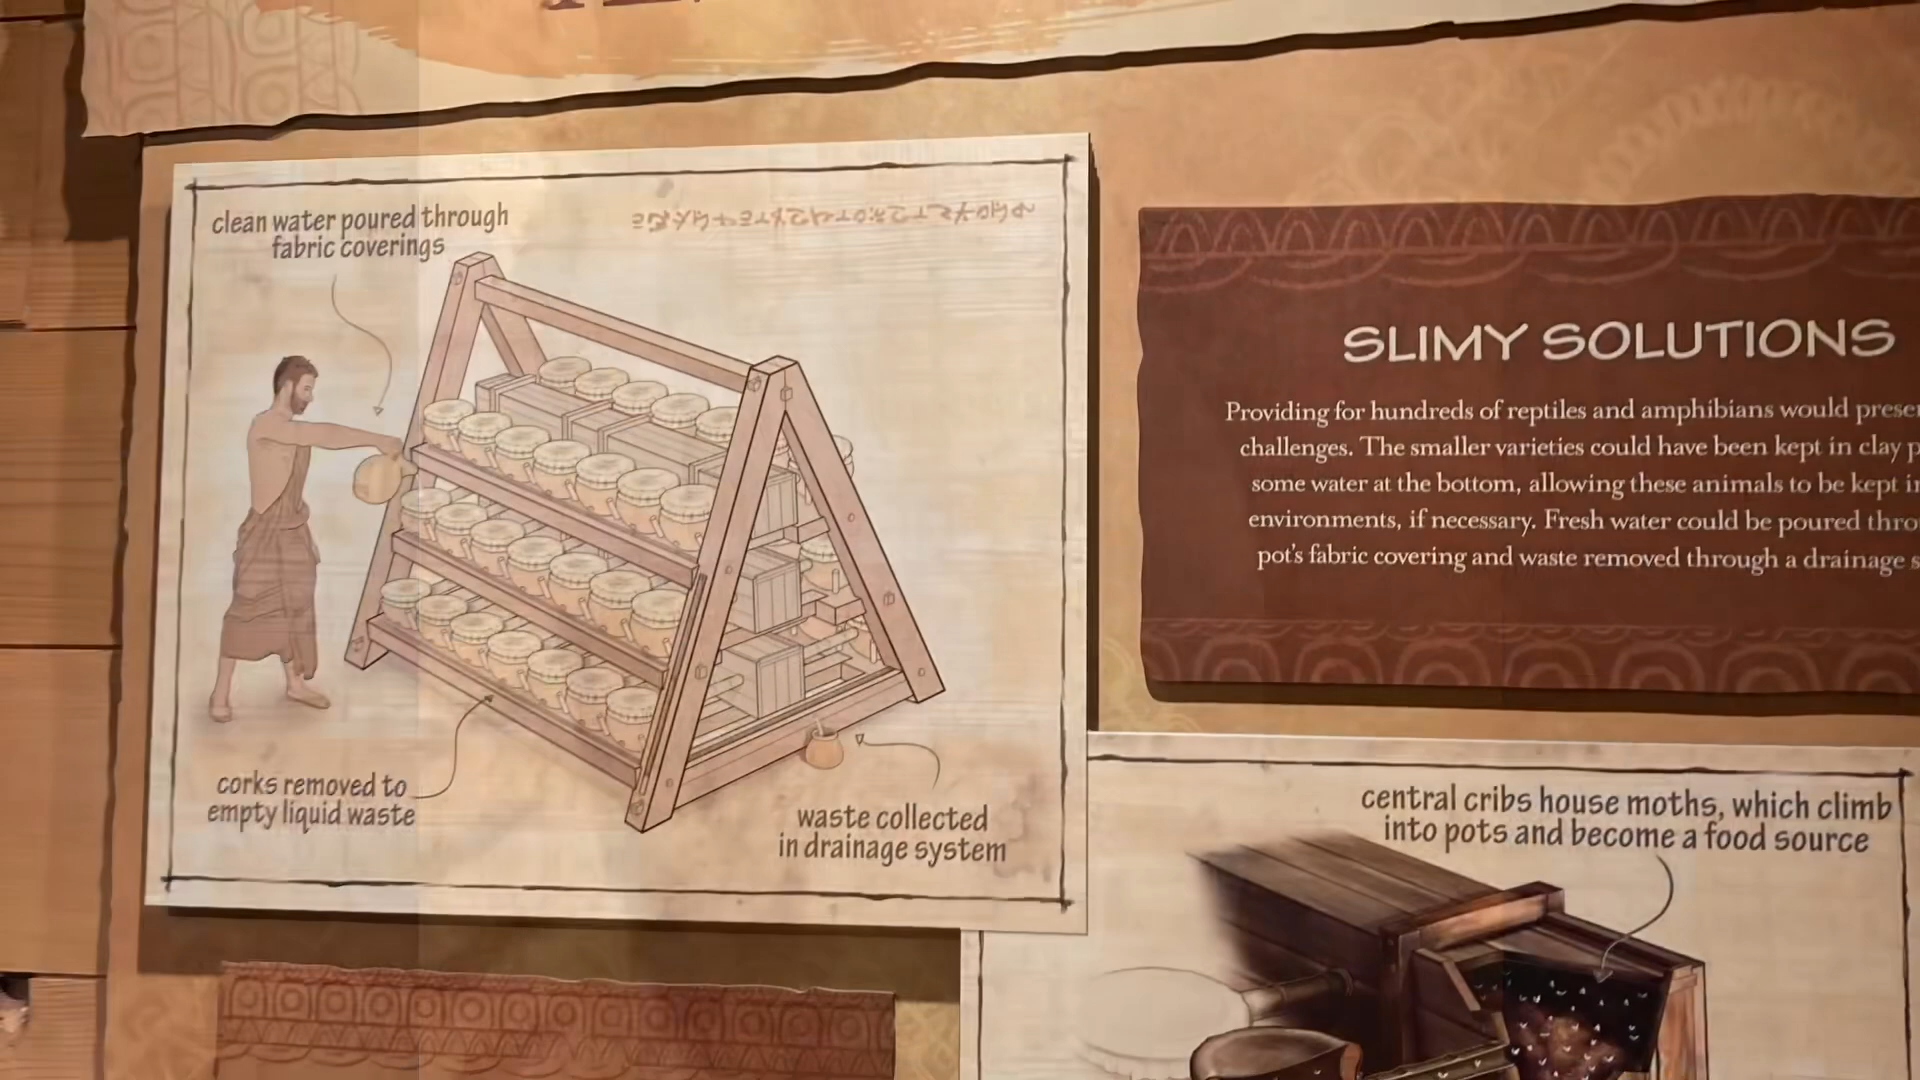 clean water poured through
fabric coverings
corks removed to
empty liquid waste
waste collected
in drainage system
SLIMY SOLUTIONS
Providing for hundreds of reptiles and amphibians would
challenges. The smaller varieties could have been kept in clay
some water at the bottom, allowing these animals to be kept
environments, if necessary. Fresh water could be poured
pot's fabric covering and waste removed through a drainage
central cribs house moths, which climb
into pots and become a food source